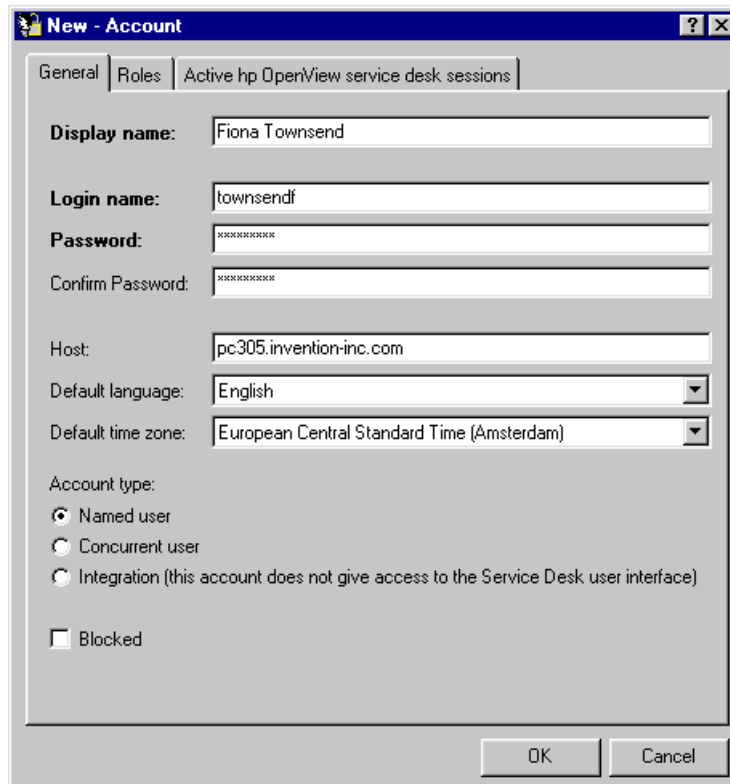 New - Account
General Roles Active hp OpenView service desk sessions
Display name: Fiona Townsend
Login name: townsendf
Password: *********
Confirm Password: *********
Host: pc305.invention-inc.com
Default language: English
Default time zone: European Central Standard Time (Amsterdam)
Account type:
Named user
Concurrent user
Integration (this account does not give access to the Service Desk user interface)
Blocked
OK Cancel